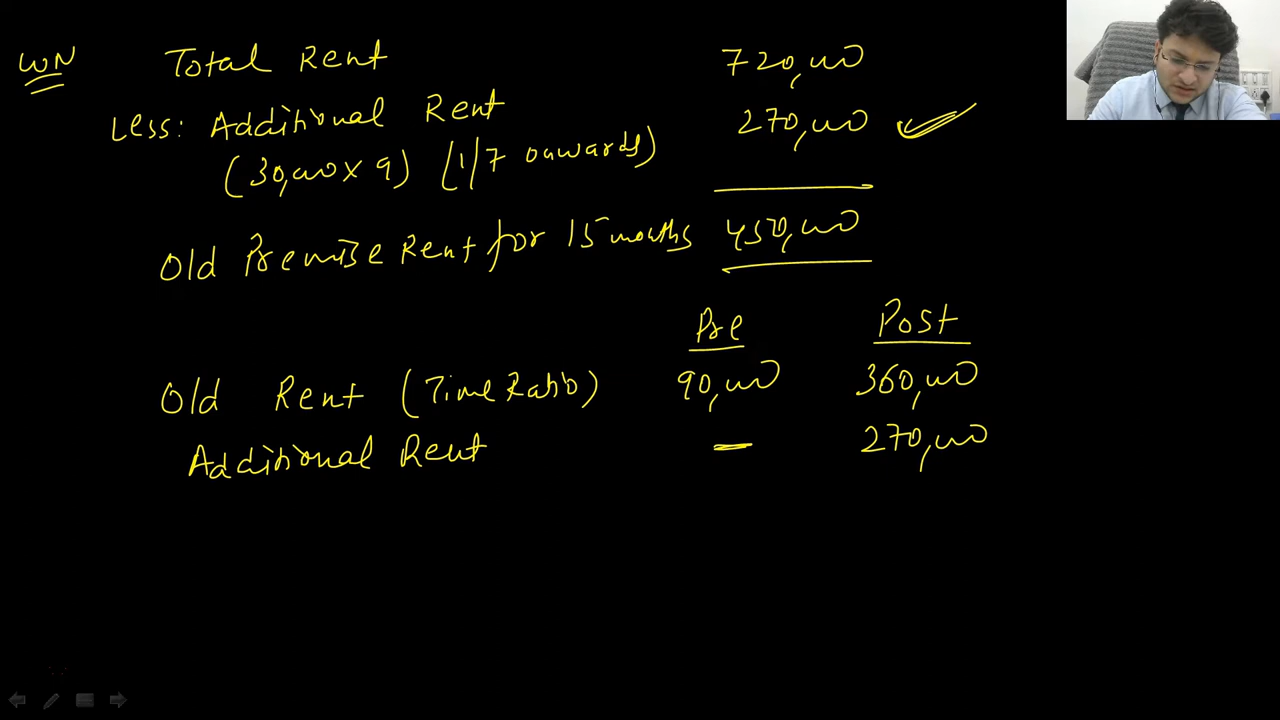 WN Total Rent 720,000
Less: Additional Rent 270,000
(30,000 x 9) (1/7 onwards)
Old Premise Rent for 15 months 450,000
Pre Post
Old Rent (Time Ratio) 90,000 360,000
Additional Rent — 270,000